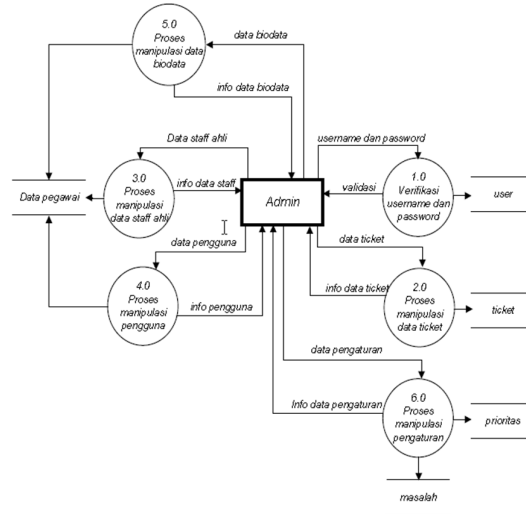 5.0
Proses
manipulasi data
biodata
data biodata
info data biodata
Data staff ahli
username dan password
3.0
Proses
manipulasi
data staff ahli
info data staff
Admin
validasi
1.0
Verifikasi
username dan
password
user
Data pegawai
data pengguna
data ticket
4.0
Proses
manipulasi
pengguna
info pengguna
info data ticket
2.0
Proses
manipulasi
data ticket
ticket
data pengaturan
Info data pengaturan
6.0
Proses
manipulasi
pengaturan
prioritas
masalah